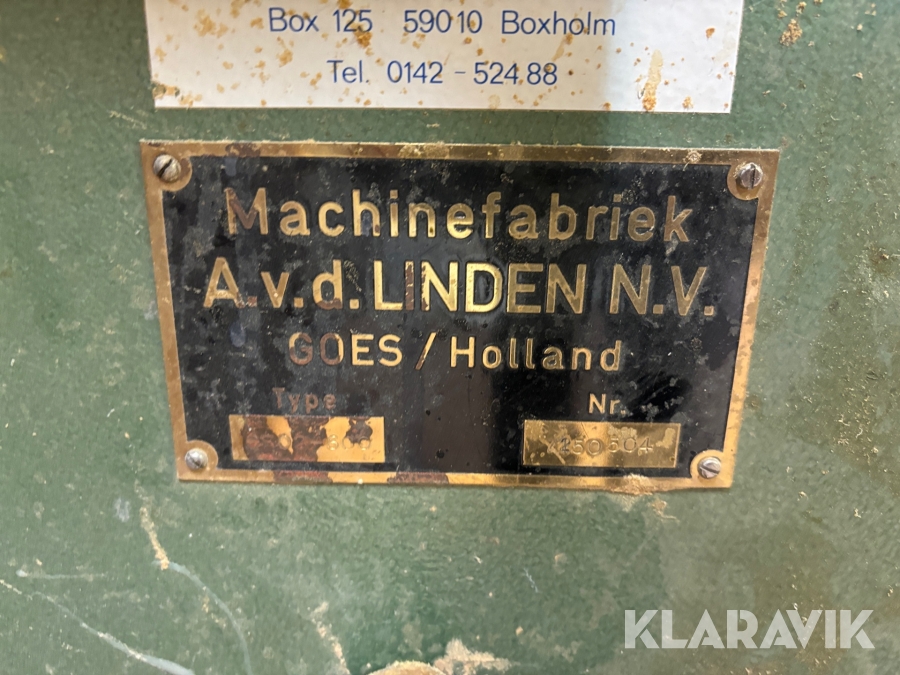 Box 125 59010 Boxholm
Tel. 0142 - 524 88
Machinefabriek
A.v.d. LINDEN N.V.
GOES / Holland
Type Nr.
KLARAVIK